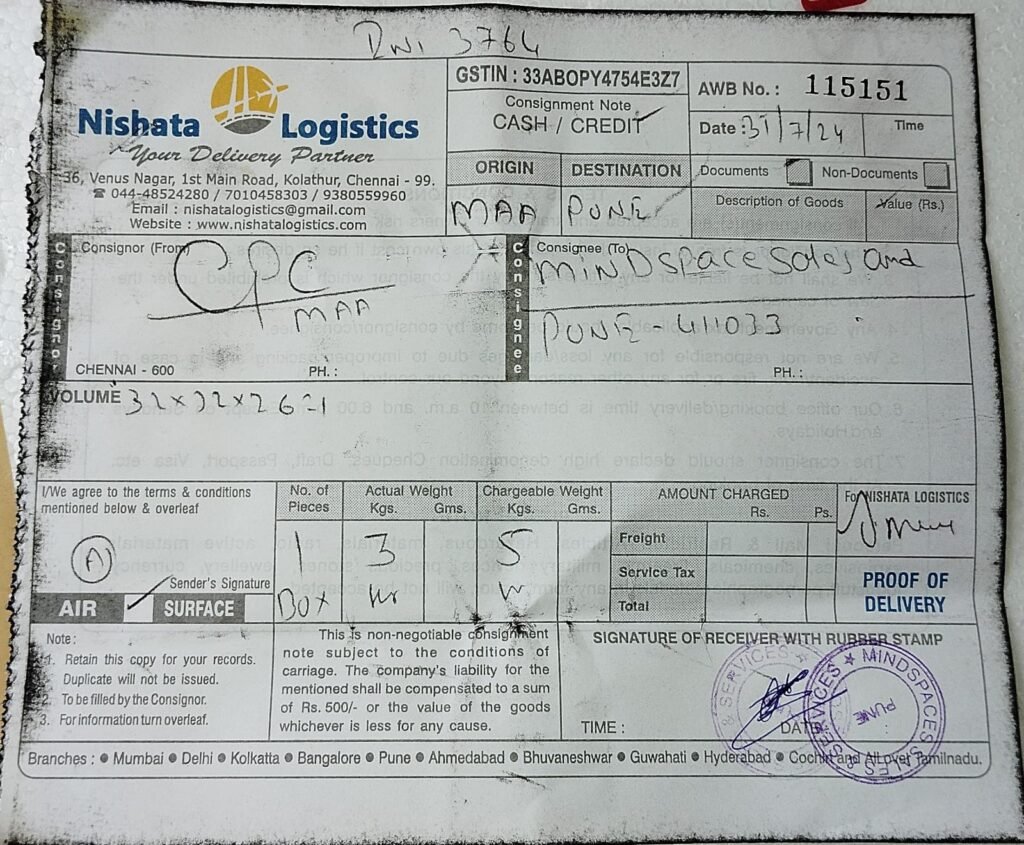 DNI 3764
Nishata Logistics
Your Delivery Partner
36, Venus Nagar, 1st Main Road, Kolathur, Chennai - 99.
☎ 044-48524280 / 7010458303 / 9380559960
Email : nishatalogistics@gmail.com
Website : www.nishatalogistics.com
GSTIN : 33ABOPY4754E3Z7
Consignment Note
CASH / CREDIT
AWB No. : 115151
Date : 31/7/24
Time
ORIGIN
DESTINATION
MAA
PUNE
Documents
Non-Documents
Description of Goods
Value (Rs.)
Consignor
Consignor (From)
CPC
MAA
CHENNAI - 600 PH. :
Consignee
Consignee (To)
MINDSPACE Sales and
PUNE - 411033
PH. :
VOLUME 32 x 32 x 26 - 1
I/We agree to the terms & conditions
mentioned below & overleaf
A1
Sender's Signature
AIR ✓ SURFACE
No. of
Pieces
1
BOX
Actual Weight
Kgs. Gms.
3
Chargeable Weight
Kgs. Gms.
5
AMOUNT CHARGED
Rs. Ps.
Freight
Service Tax
Total
For NISHATA LOGISTICS
PROOF OF
DELIVERY
Note :
1. Retain this copy for your records.
Duplicate will not be issued.
2. To be filled by the Consignor.
3. For information turn overleaf.
This is non-negotiable consignment
note subject to the conditions of
carriage. The company's liability for the
mentioned shall be compensated to a sum
of Rs. 500/- or the value of the goods
whichever is less for any cause.
SIGNATURE OF RECEIVER WITH RUBBER STAMP
TIME :
DATE
& SERVICES ★
★ MINDSPACES SALES & SERVICES
PUNE
Branches : ● Mumbai ● Delhi ● Kolkatta ● Bangalore ● Pune ● Ahmedabad ● Bhuvaneshwar ● Guwahati ● Hyderabad ● Cochin and All over Tamilnadu.